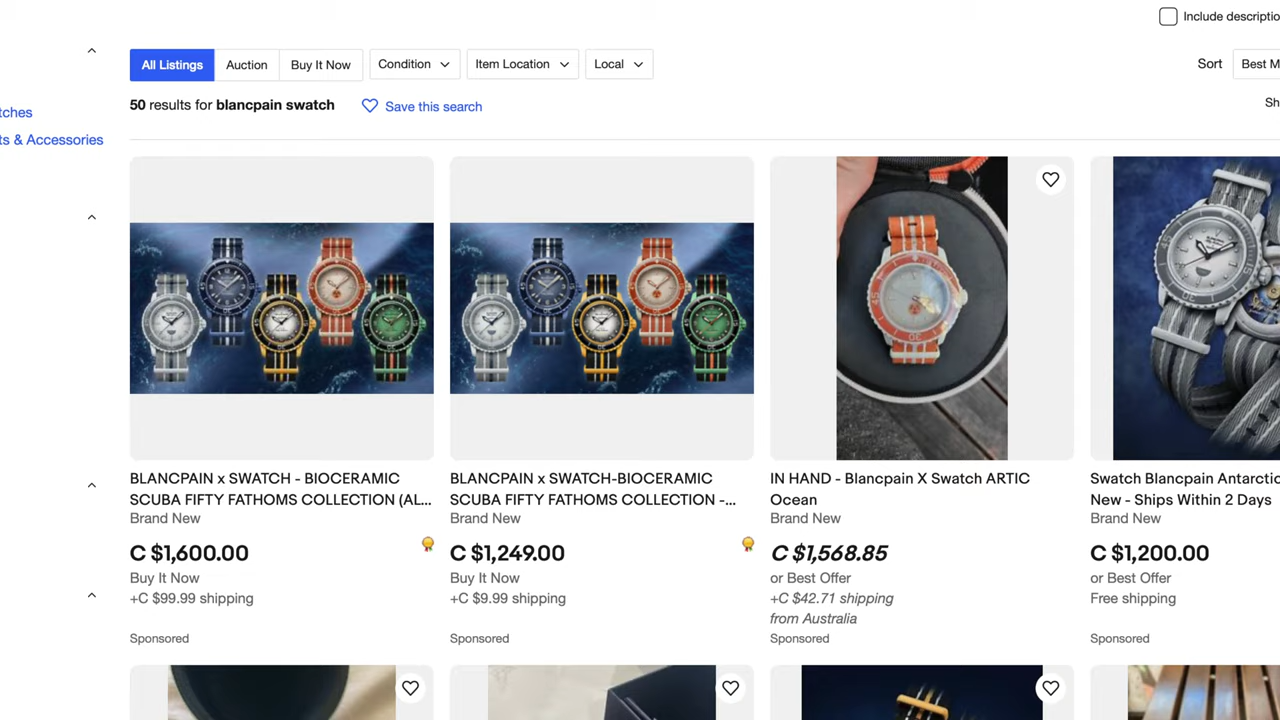 Include descriptio
All Listings
Auction
Buy It Now
Condition
Item Location
Local
Sort
Best M
50 results for blancpain swatch
Save this search
Sh
tches
ts & Accessories
BLANCPAIN x SWATCH - BIOCERAMIC
SCUBA FIFTY FATHOMS COLLECTION (AL...
Brand New
C $1,600.00
Buy It Now
+C $99.99 shipping
Sponsored
BLANCPAIN x SWATCH-BIOCERAMIC
SCUBA FIFTY FATHOMS COLLECTION -...
Brand New
C $1,249.00
Buy It Now
+C $9.99 shipping
Sponsored
IN HAND - Blancpain X Swatch ARTIC
Ocean
Brand New
C $1,568.85
or Best Offer
+C $42.71 shipping
from Australia
Sponsored
Swatch Blancpain Antarctic
New - Ships Within 2 Days
Brand New
C $1,200.00
or Best Offer
Free shipping
Sponsored